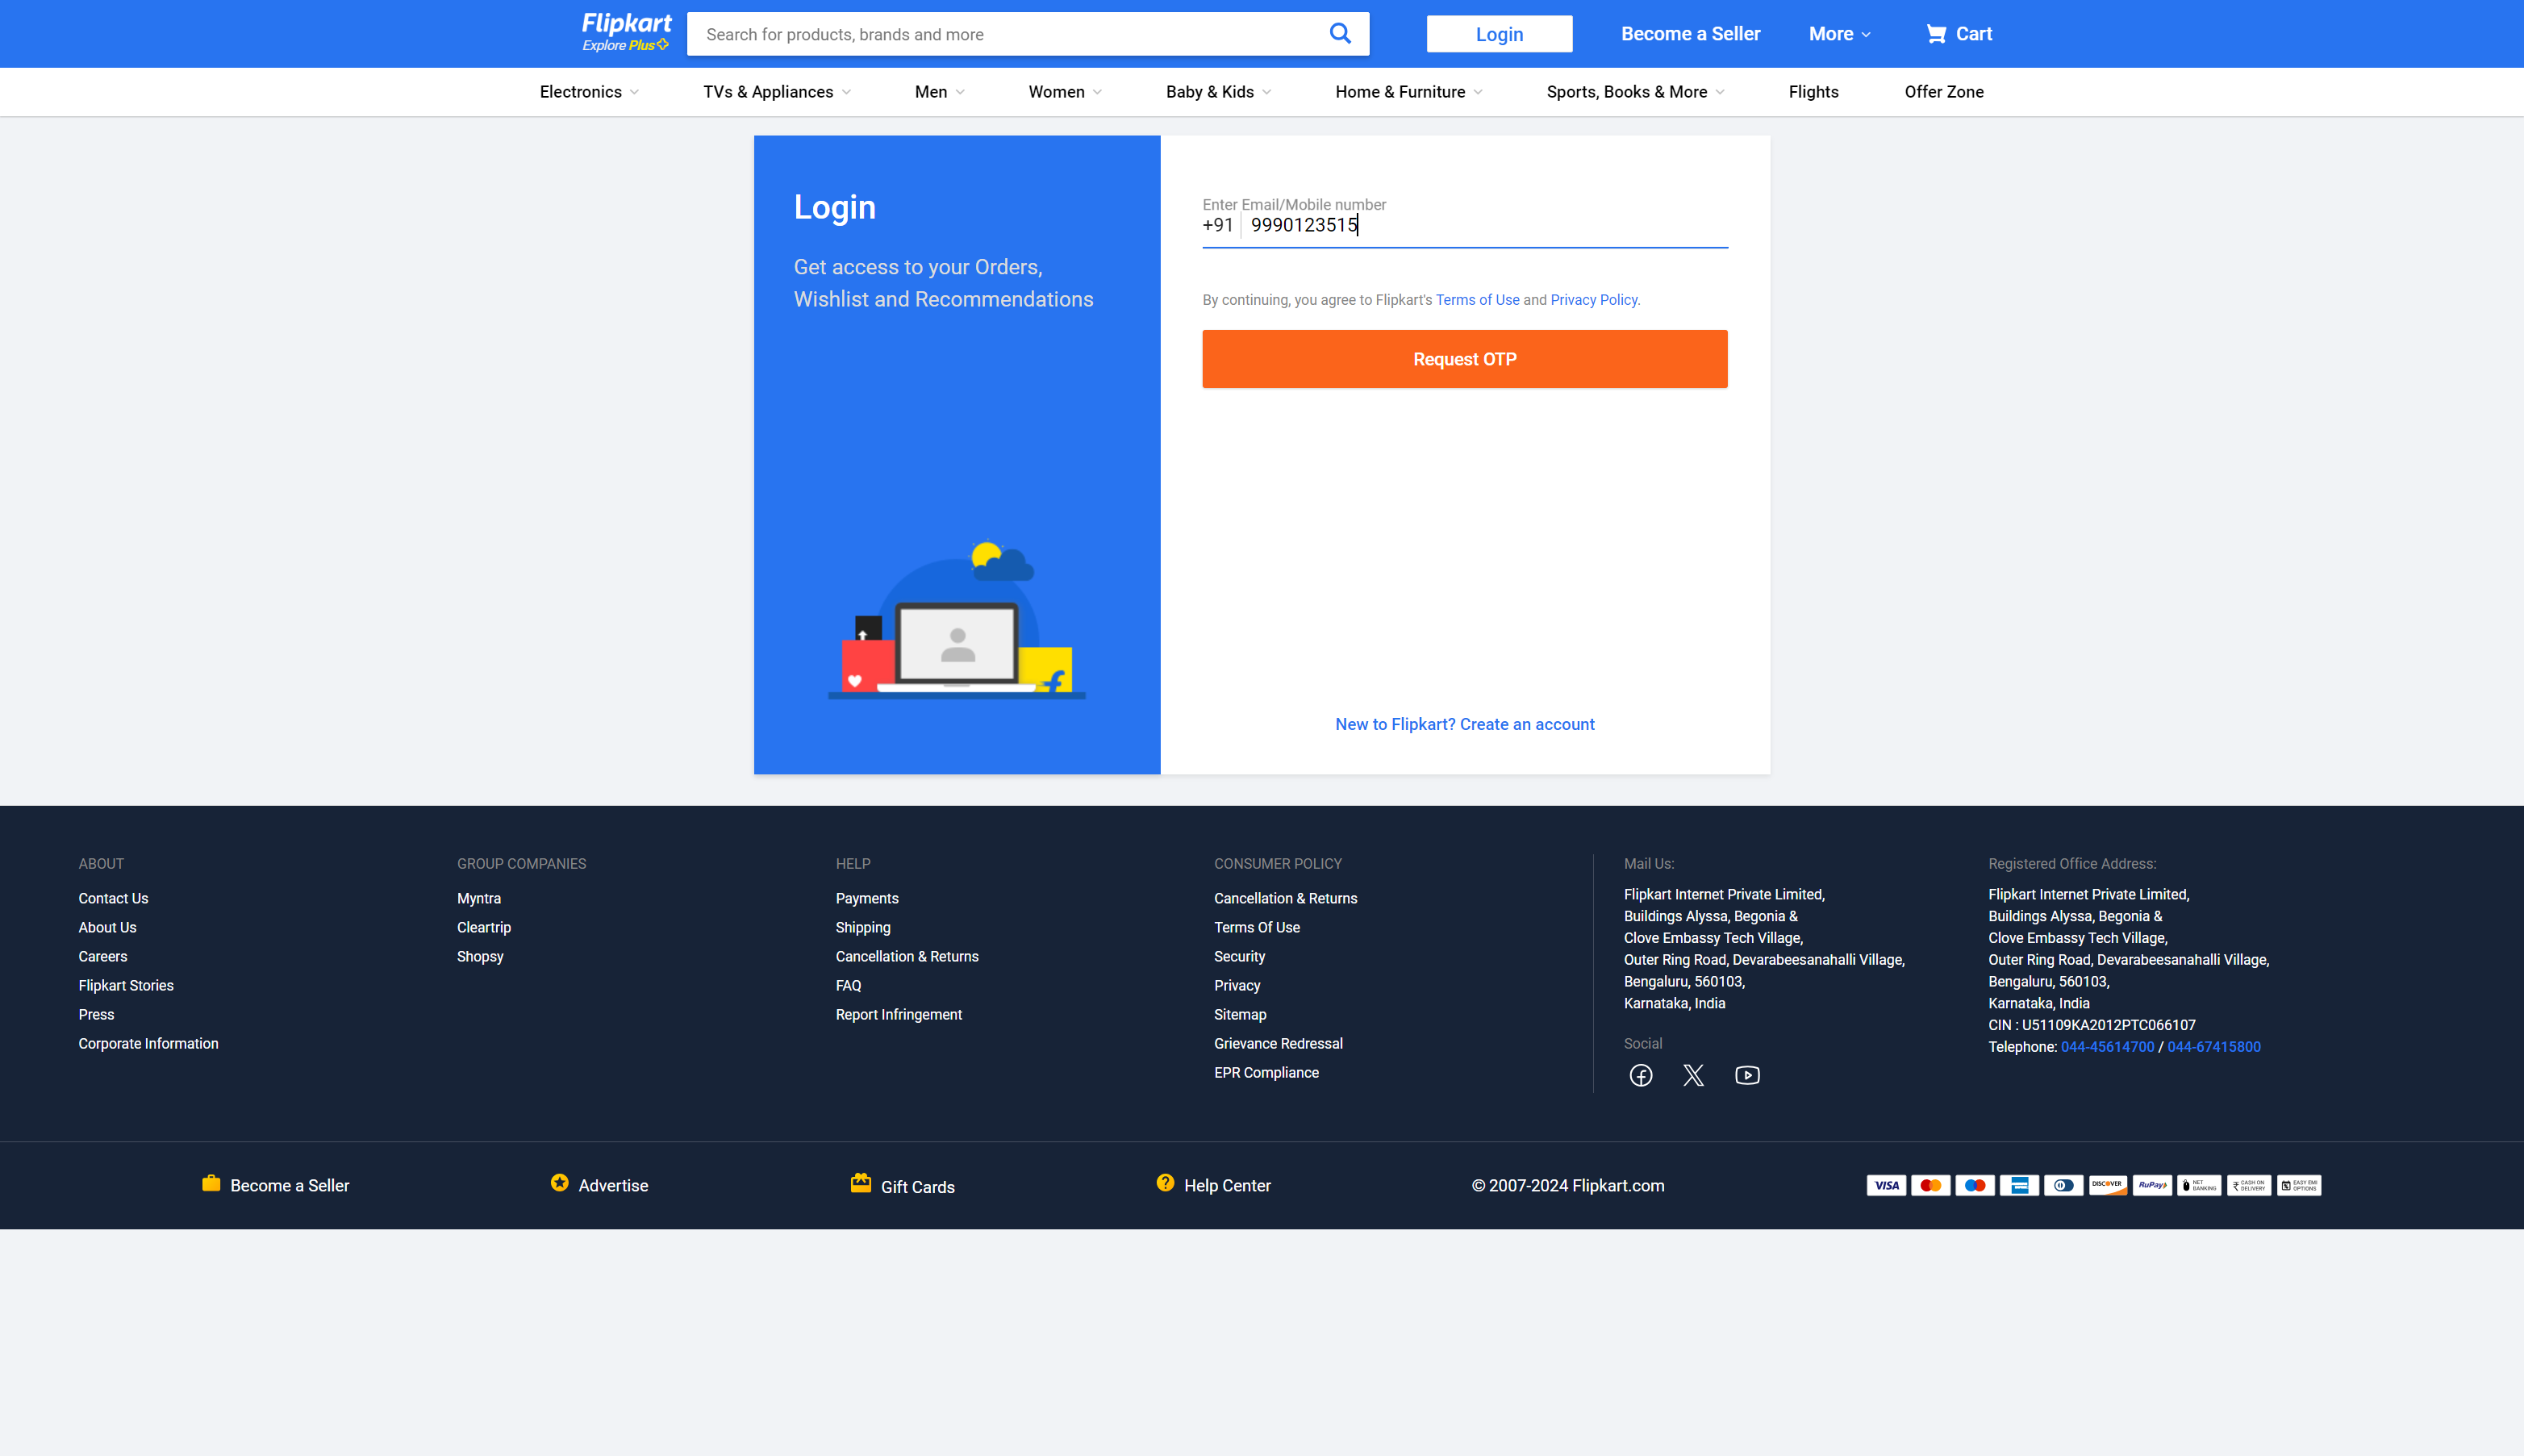 Flipkart
Explore Plus
Search for products, brands and more
Login
Become a Seller
More
Cart
Electronics
TVs & Appliances
Men
Women
Baby & Kids
Home & Furniture
Sports, Books & More
Flights
Offer Zone
Login
Get access to your Orders,
Wishlist and Recommendations
Enter Email/Mobile number
+91 9990123515
By continuing, you agree to Flipkart's Terms of Use and Privacy Policy.
Request OTP
New to Flipkart? Create an account
ABOUT
Contact Us
About Us
Careers
Flipkart Stories
Press
Corporate Information
GROUP COMPANIES
Myntra
Cleartrip
Shopsy
HELP
Payments
Shipping
Cancellation & Returns
FAQ
Report Infringement
CONSUMER POLICY
Cancellation & Returns
Terms Of Use
Security
Privacy
Sitemap
Grievance Redressal
EPR Compliance
Mail Us:
Flipkart Internet Private Limited,
Buildings Alyssa, Begonia &
Clove Embassy Tech Village,
Outer Ring Road, Devarabeesanahalli Village,
Bengaluru, 560103,
Karnataka, India
Social
Registered Office Address:
Flipkart Internet Private Limited,
Buildings Alyssa, Begonia &
Clove Embassy Tech Village,
Outer Ring Road, Devarabeesanahalli Village,
Bengaluru, 560103,
Karnataka, India
CIN : U51109KA2012PTC066107
Telephone: 044-45614700 / 044-67415800
Become a Seller
Advertise
Gift Cards
Help Center
© 2007-2024 Flipkart.com
VISA
DISCOVER
RuPay
NET
BANKING
CASH ON
DELIVERY
EASY EMI
OPTIONS